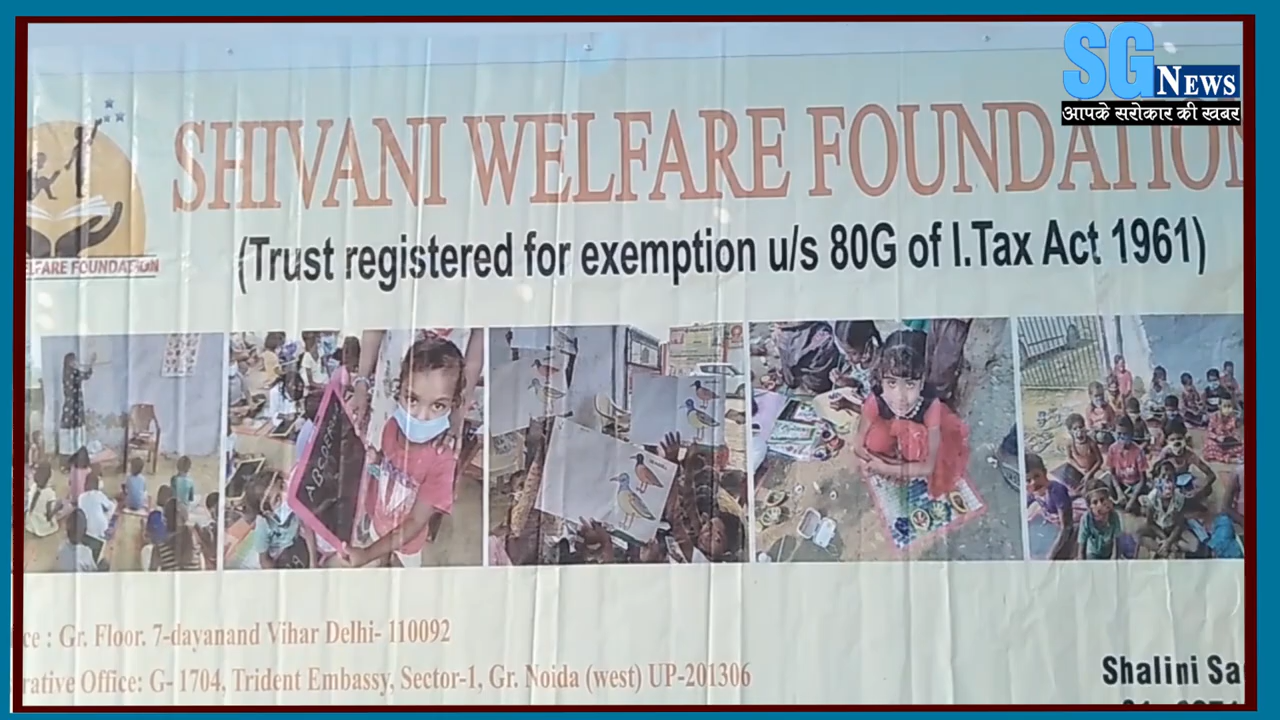 SG NEWS
आपके सरोकार की खबर
SHIVANI WELFARE FOUNDATION
LFARE FOUNDATION
(Trust registered for exemption u/s 80G of I.Tax Act 1961)
ce : Gr. Floor. 7-dayanand Vihar Delhi- 110092
rative Office: G- 1704, Trident Embassy, Sector-1, Gr. Noida (west) UP-201306
Shalini Sa